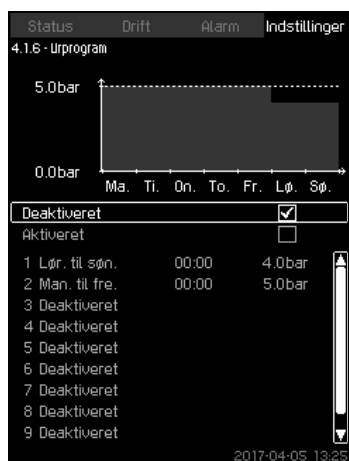 Status Drift Alarm Indstillinger
4.1.6 - Urprogram
5.0bar
0.0bar
Ma. Ti. On. To. Fr. Lø. Sø.
Deaktiveret
Aktiveret
1 Lør. til søn. 00:00 4.0bar
2 Man. til fre. 00:00 5.0bar
3 Deaktiveret
4 Deaktiveret
5 Deaktiveret
6 Deaktiveret
7 Deaktiveret
8 Deaktiveret
9 Deaktiveret
2017-04-05 13:25